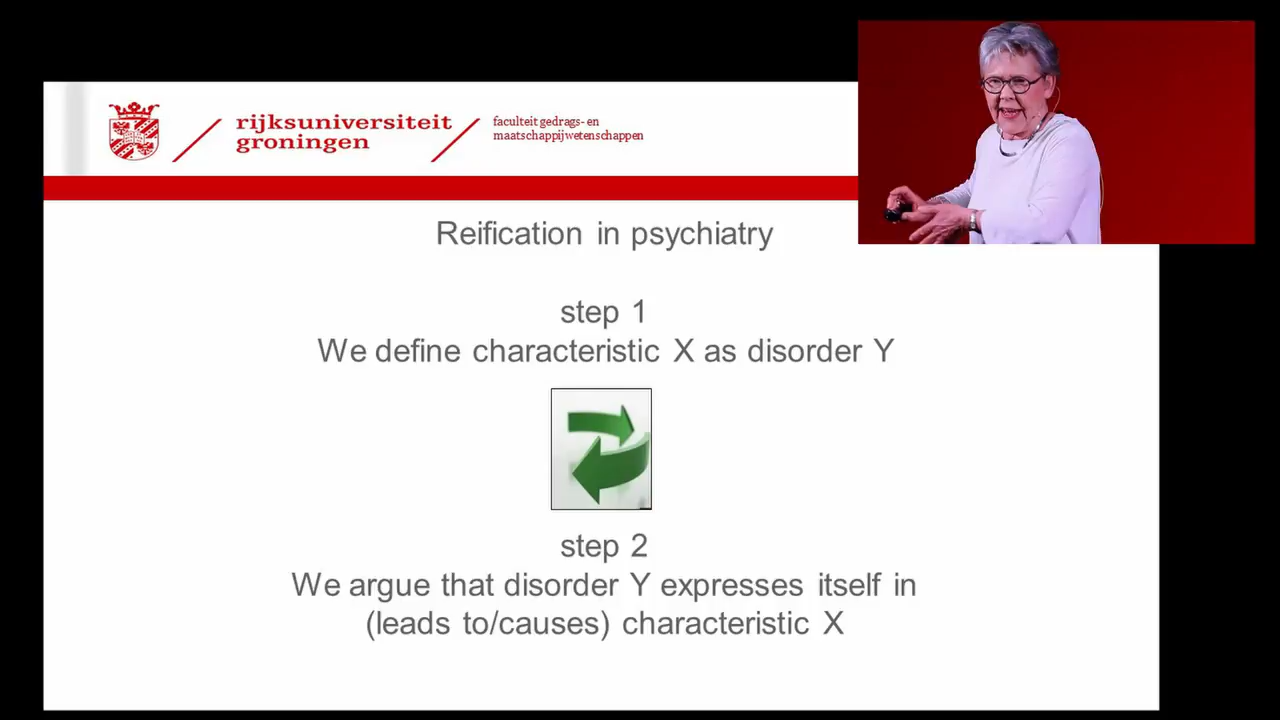 rijksuniversiteit
groningen
faculteit gedrags- en
maatschappijwetenschappen
Reification in psychiatry
step 1
We define characteristic X as disorder Y
step 2
We argue that disorder Y expresses itself in
(leads to/causes) characteristic X